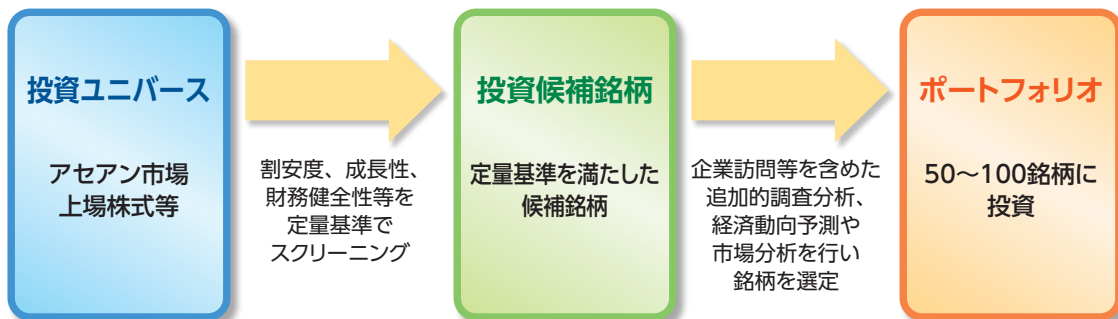 投資ユニバース
アセアン市場
上場株式等
割安度、成長性、
財務健全性等を
定量基準で
スクリーニング
投資候補銘柄
定量基準を満たした
候補銘柄
企業訪問等を含めた
追加的調査分析、
経済動向予測や
市場分析を行い
銘柄を選定
ポートフォリオ
50～100銘柄に
投資